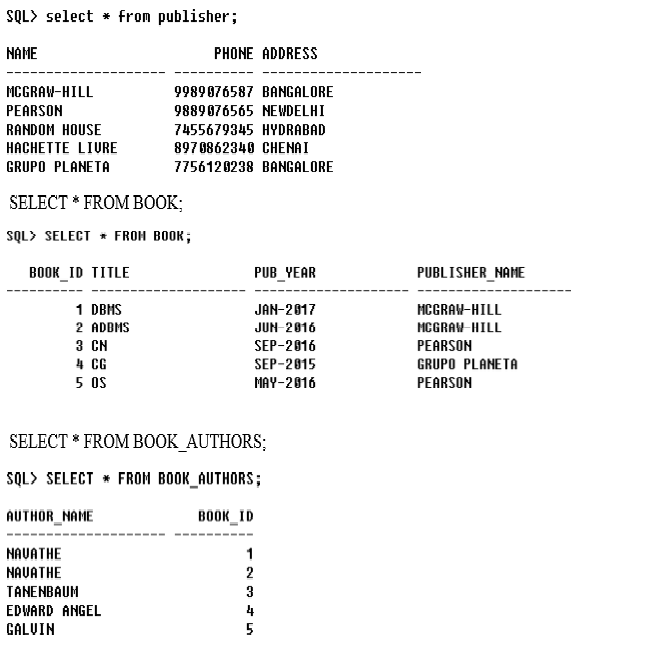 SQL> select * from publisher;
NAME PHONE ADDRESS
-------------------- ---------- --------------------
MCGRAW-HILL 9989076587 BANGALORE
PEARSON 9889076565 NEWDELHI
RANDOM HOUSE 7455679345 HYDRABAD
HACHETTE LIVRE 8970862340 CHENAI
GRUPO PLANETA 7756120238 BANGALORE
SELECT * FROM BOOK;
SQL> SELECT * FROM BOOK;
BOOK_ID TITLE PUB_YEAR PUBLISHER_NAME
---------- -------------------- -------------------- --------------------
1 DBMS JAN-2017 MCGRAW-HILL
2 ADBMS JUN-2016 MCGRAW-HILL
3 CN SEP-2016 PEARSON
4 CG SEP-2015 GRUPO PLANETA
5 OS MAY-2016 PEARSON
SELECT * FROM BOOK_AUTHORS;
SQL> SELECT * FROM BOOK_AUTHORS;
AUTHOR_NAME BOOK_ID
-------------------- ----------
NAVATHE 1
NAVATHE 2
TANENBAUM 3
EDWARD ANGEL 4
GALVIN 5